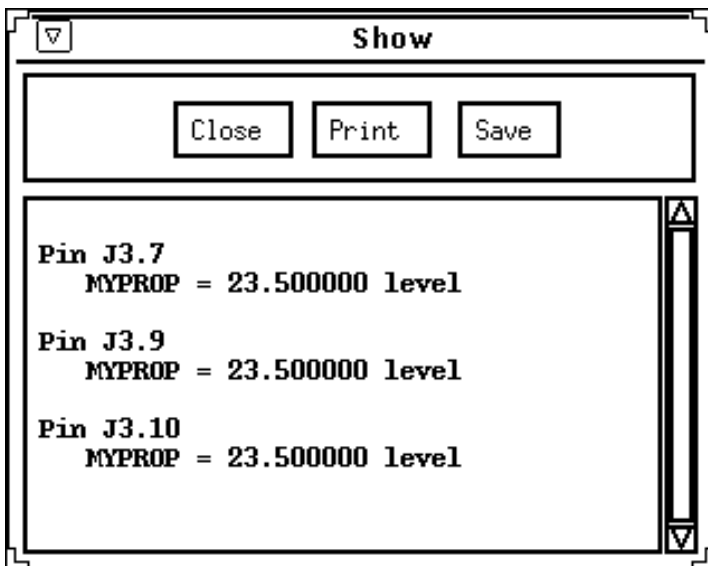 Show
Close Print Save
Pin J3.7
MYPROP = 23.500000 level
Pin J3.9
MYPROP = 23.500000 level
Pin J3.10
MYPROP = 23.500000 level